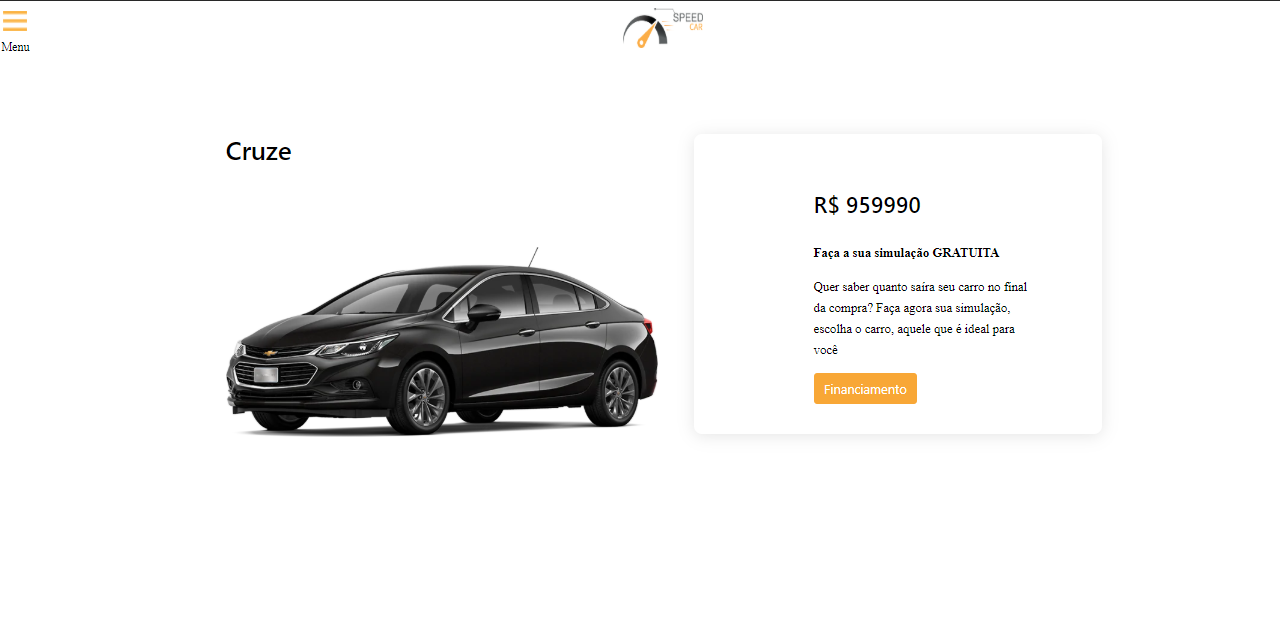 SPEED
CAR
Menu
Cruze
R$ 959990
Faça a sua simulação GRATUITA
Quer saber quanto saíra seu carro no final
da compra? Faça agora sua simulação,
escolha o carro, aquele que é ideal para
você
Financiamento